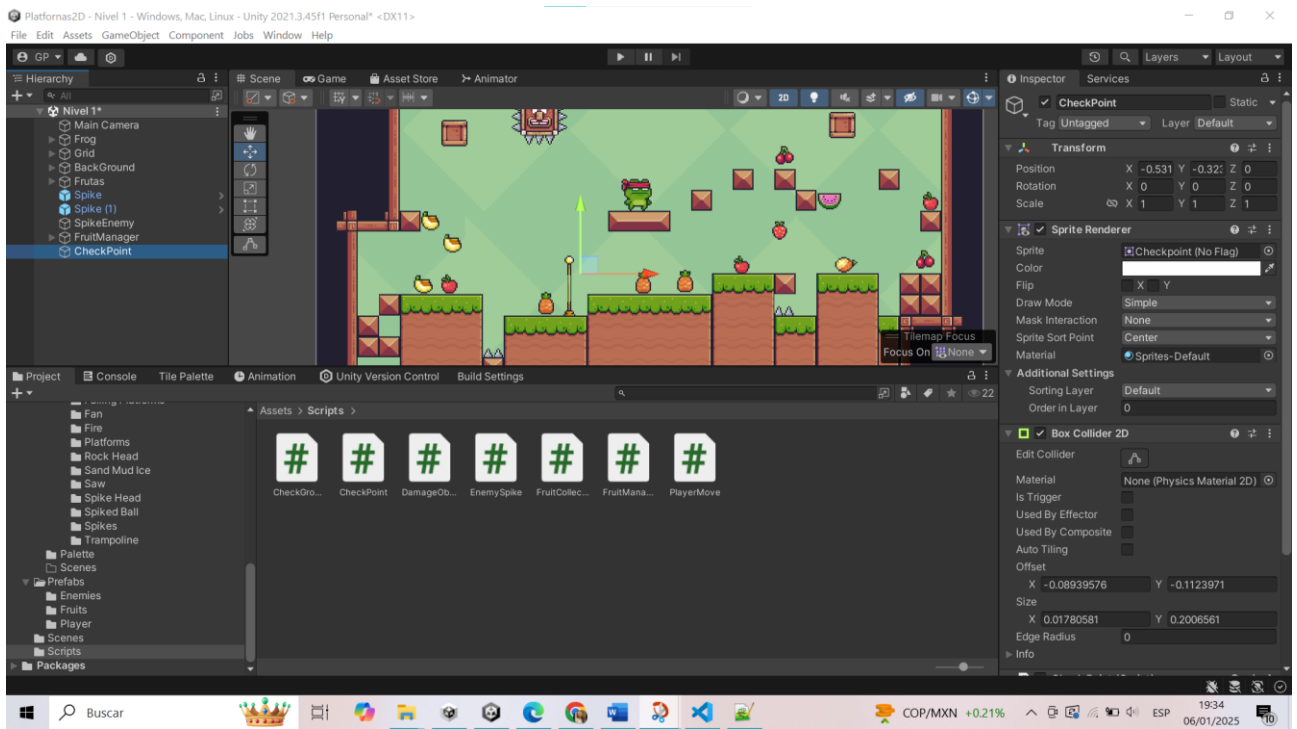 Platfornas2D - Nivel 1 - Windows, Mac, Linux - Unity 2021.3.45f1 Personal* <DX11>
File Edit Assets GameObject Component Jobs Window Help
GP Layers Layout
Hierarchy Scene Game Asset Store Animator Inspector Services
All 2D CheckPoint Static
Nivel 1* Tag Untagged Layer Default
Main Camera
Frog Transform
Grid
BackGround Position X -0.531 Y -0.323 Z 0
Frutas Rotation X 0 Y 0 Z 0
Spike Scale X 1 Y 1 Z 1
Spike (1)
SpikeEnemy
FruitManager Sprite Renderer
CheckPoint Sprite Checkpoint (No Flag)
Color
Flip X Y
Draw Mode Simple
Mask Interaction None
Tilemap Focus Sprite Sort Point Center
Focus On None Material Sprites-Default
Project Console Tile Palette Animation Unity Version Control Build Settings Additional Settings
22 Sorting Layer Default
Fan Assets > Scripts > Order in Layer 0
Fire
Platforms Box Collider 2D
Rock Head # # # # # # # Edit Collider
Sand Mud Ice
Saw Material None (Physics Material 2D)
Spike Head CheckGro... CheckPoint DamageOb... EnemySpike FruitCollec... FruitMana... PlayerMove Is Trigger
Spiked Ball Used By Effector
Spikes Used By Composite
Trampoline Auto Tiling
Palette Offset
Scenes X -0.08939576 Y -0.1123971
Prefabs Size
Enemies X 0.01780581 Y 0.2006561
Fruits Edge Radius 0
Player Info
Scenes
Scripts
Packages
Buscar COP/MXN +0.21% ESP 19:34
06/01/2025 10